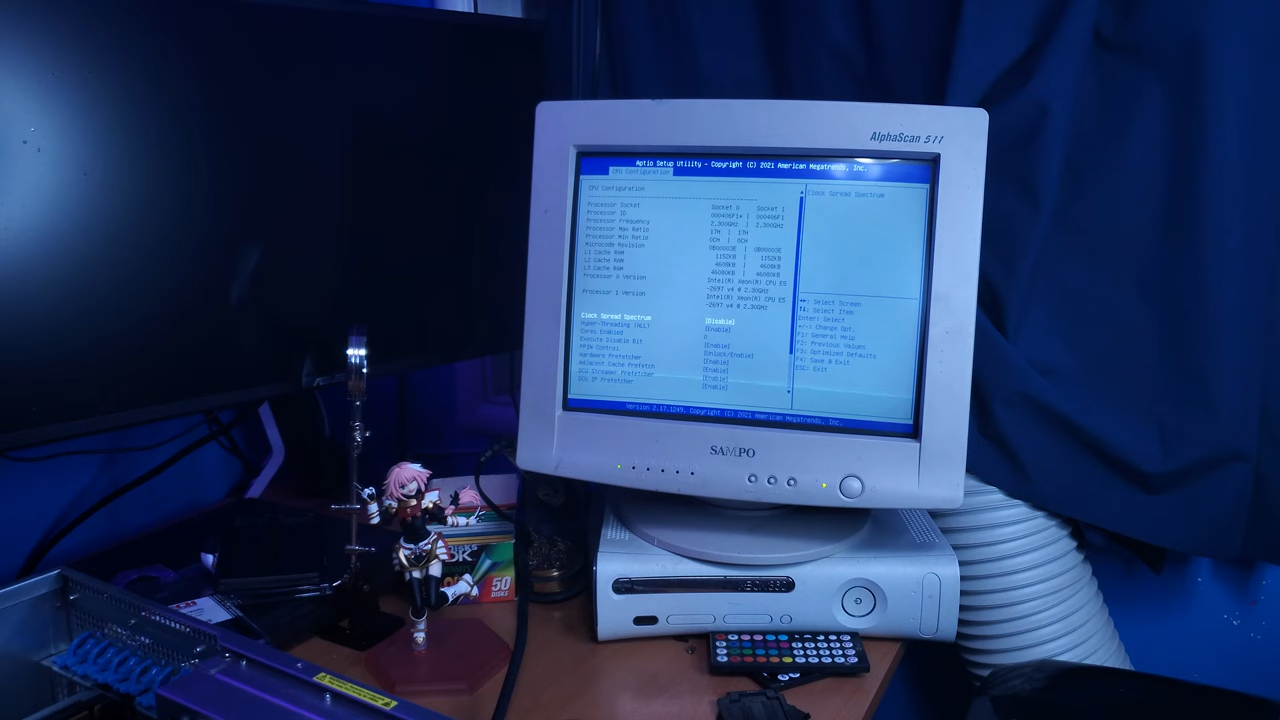 AlphaScan 511
Aptio Setup Utility - Copyright (C) 2021 American Megatrends, Inc.
CPU Configuration
CPU Configuration
Clock Spread Spectrum
Processor Socket Socket 0 Socket 1
Processor ID 000406F1* | 000406F1
Processor Frequency 2.300GHz | 2.300GHz
Processor Max Ratio 17H | 17H
Processor Min Ratio 0CH | 0CH
Microcode Revision 0B00003E | 0B00003E
L1 Cache RAM 1152KB | 1152KB
L2 Cache RAM 4608KB | 4608KB
L3 Cache RAM 46080KB | 46080KB
Processor 0 Version Intel(R) Xeon(R) CPU E5
-2697 v4 @ 2.30GHz
Processor 1 Version Intel(R) Xeon(R) CPU E5
-2697 v4 @ 2.30GHz
Clock Spread Spectrum [Disable]
Hyper-Threading (ALL) [Enable]
Cores Enabled 0
Execute Disable Bit [Enable]
PPIN Control [Unlock/Enable]
Hardware Prefetcher [Enable]
Adjacent Cache Prefetch [Enable]
DCU Streamer Prefetcher [Enable]
DCU IP Prefetcher [Enable]
: Select Screen
: Select Item
Enter: Select
+/-: Change Opt.
F1: General Help
F2: Previous Values
F3: Optimized Defaults
F4: Save & Exit
ESC: Exit
Version 2.17.1249. Copyright (C) 2021 American Megatrends, Inc.
SAMPO
XBOX360
50
DISKS